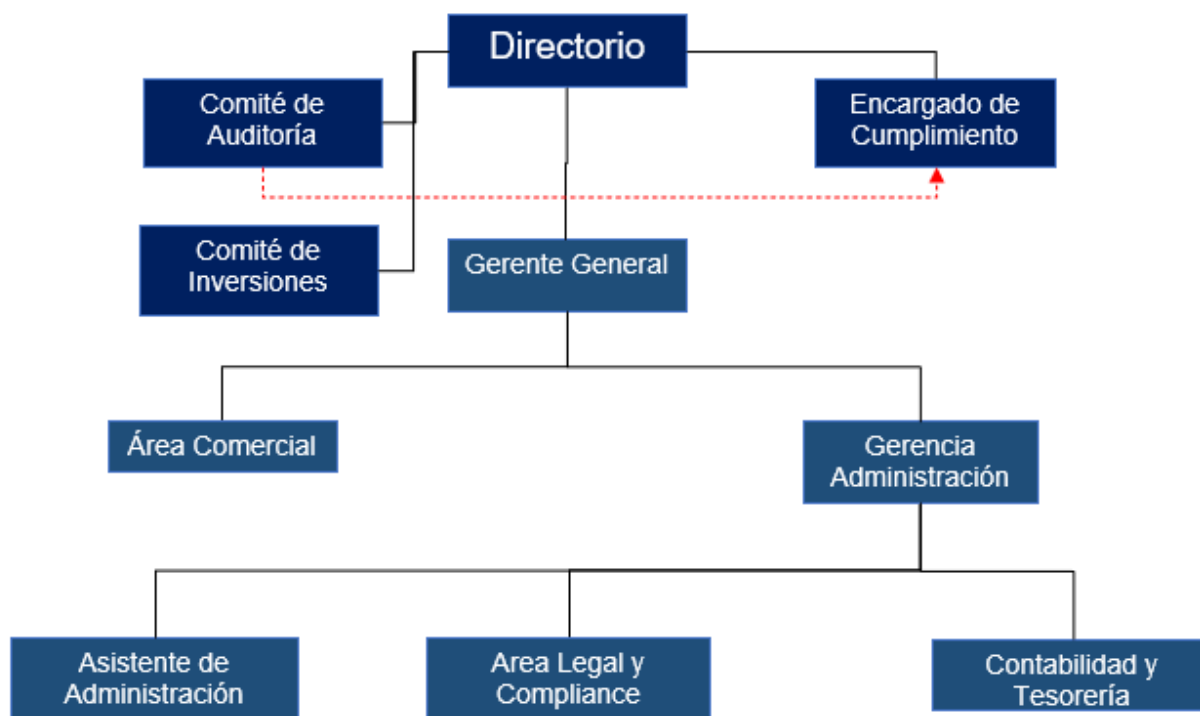 Directorio
Comité de
Auditoría
Encargado de
Cumplimiento
Comité de
Inversiones
Gerente General
Área Comercial
Gerencia
Administración
Asistente de
Administración
Area Legal y
Compliance
Contabilidad y
Tesorería